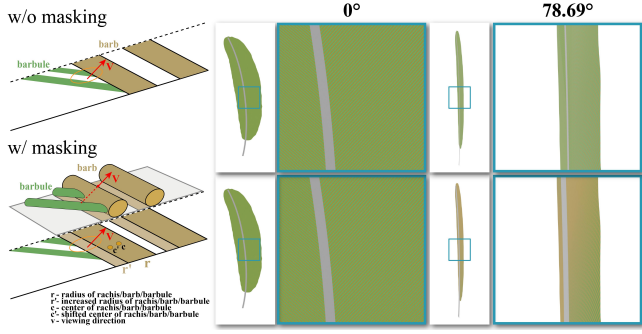 w/o masking
barb
barbule
V
0°
78.69°
w/ masking
barb
V
barbule
V
c' c
r' r
r - radius of rachis/barb/barbule
r'- increased radius of rachis/barb/barbule
c - center of rachis/barb/barbule
c'- shifted center of rachis/barb/barbule
v - viewing direction